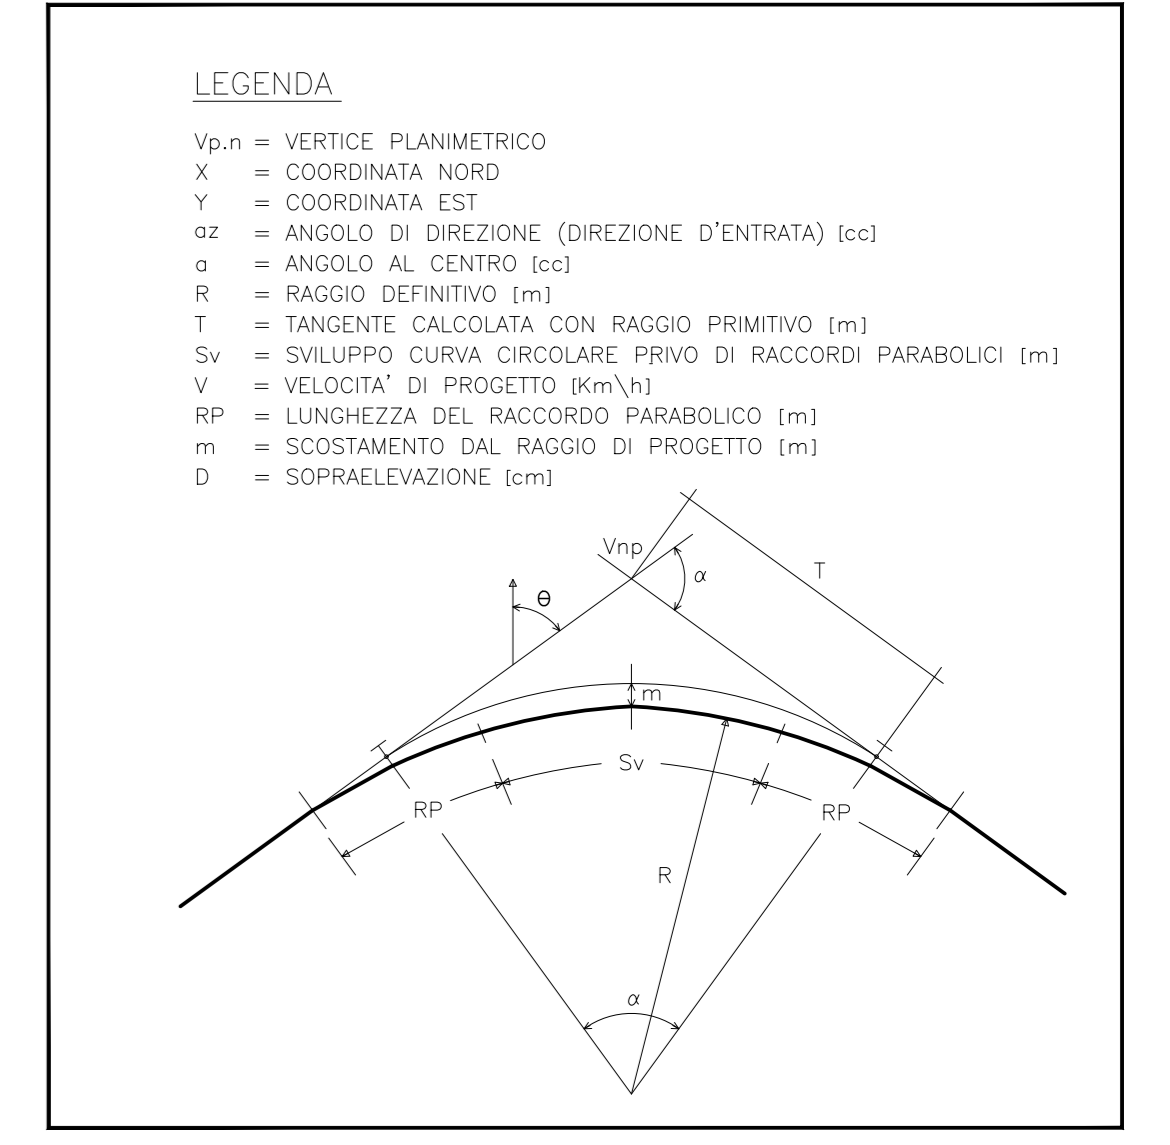 LEGENDA
Vp.n = VERTICE PLANIMETRICO
X = COORDINATA NORD
Y = COORDINATA EST
az = ANGOLO DI DIREZIONE (DIREZIONE D'ENTRATA) [cc]
a = ANGOLO AL CENTRO [cc]
R = RAGGIO DEFINITIVO [m]
T = TANGENTE CALCOLATA CON RAGGIO PRIMITIVO [m]
Sv = SVILUPPO CURVA CIRCOLARE PRIVO DI RACCORDI PARABOLICI [m]
V = VELOCITA' DI PROGETTO [Km\h]
RP = LUNGHEZZA DEL RACCORDO PARABOLICO [m]
m = SCOSTAMENTO DAL RAGGIO DI PROGETTO [m]
D = SOPRAELEVAZIONE [cm]
Vnp
T
α
θ
m
Sv
RP
RP
R
α